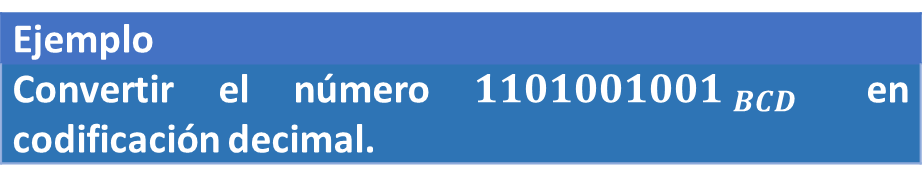 Ejemplo
Convertir el número 1101001001 BCD en
codificación decimal.